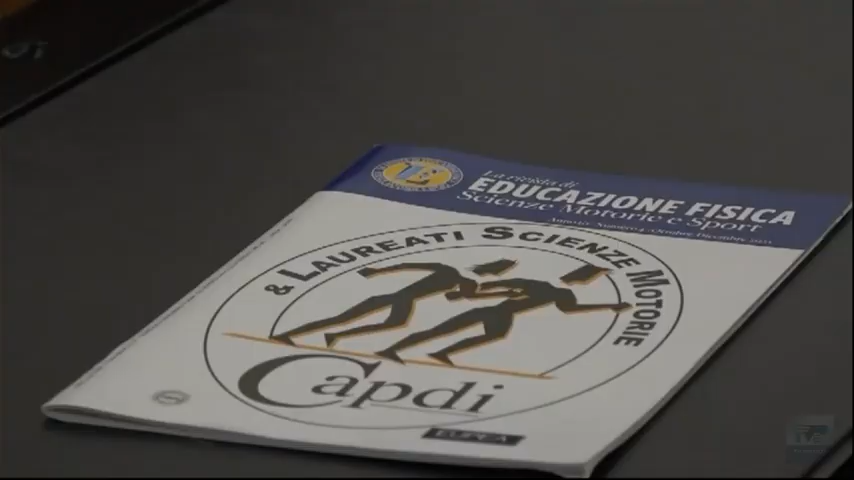 La rivista di
EDUCAZIONE FISICA
Scienze Motorie e Sport
& LAUREATI SCIENZE MOTORIE
Capdi